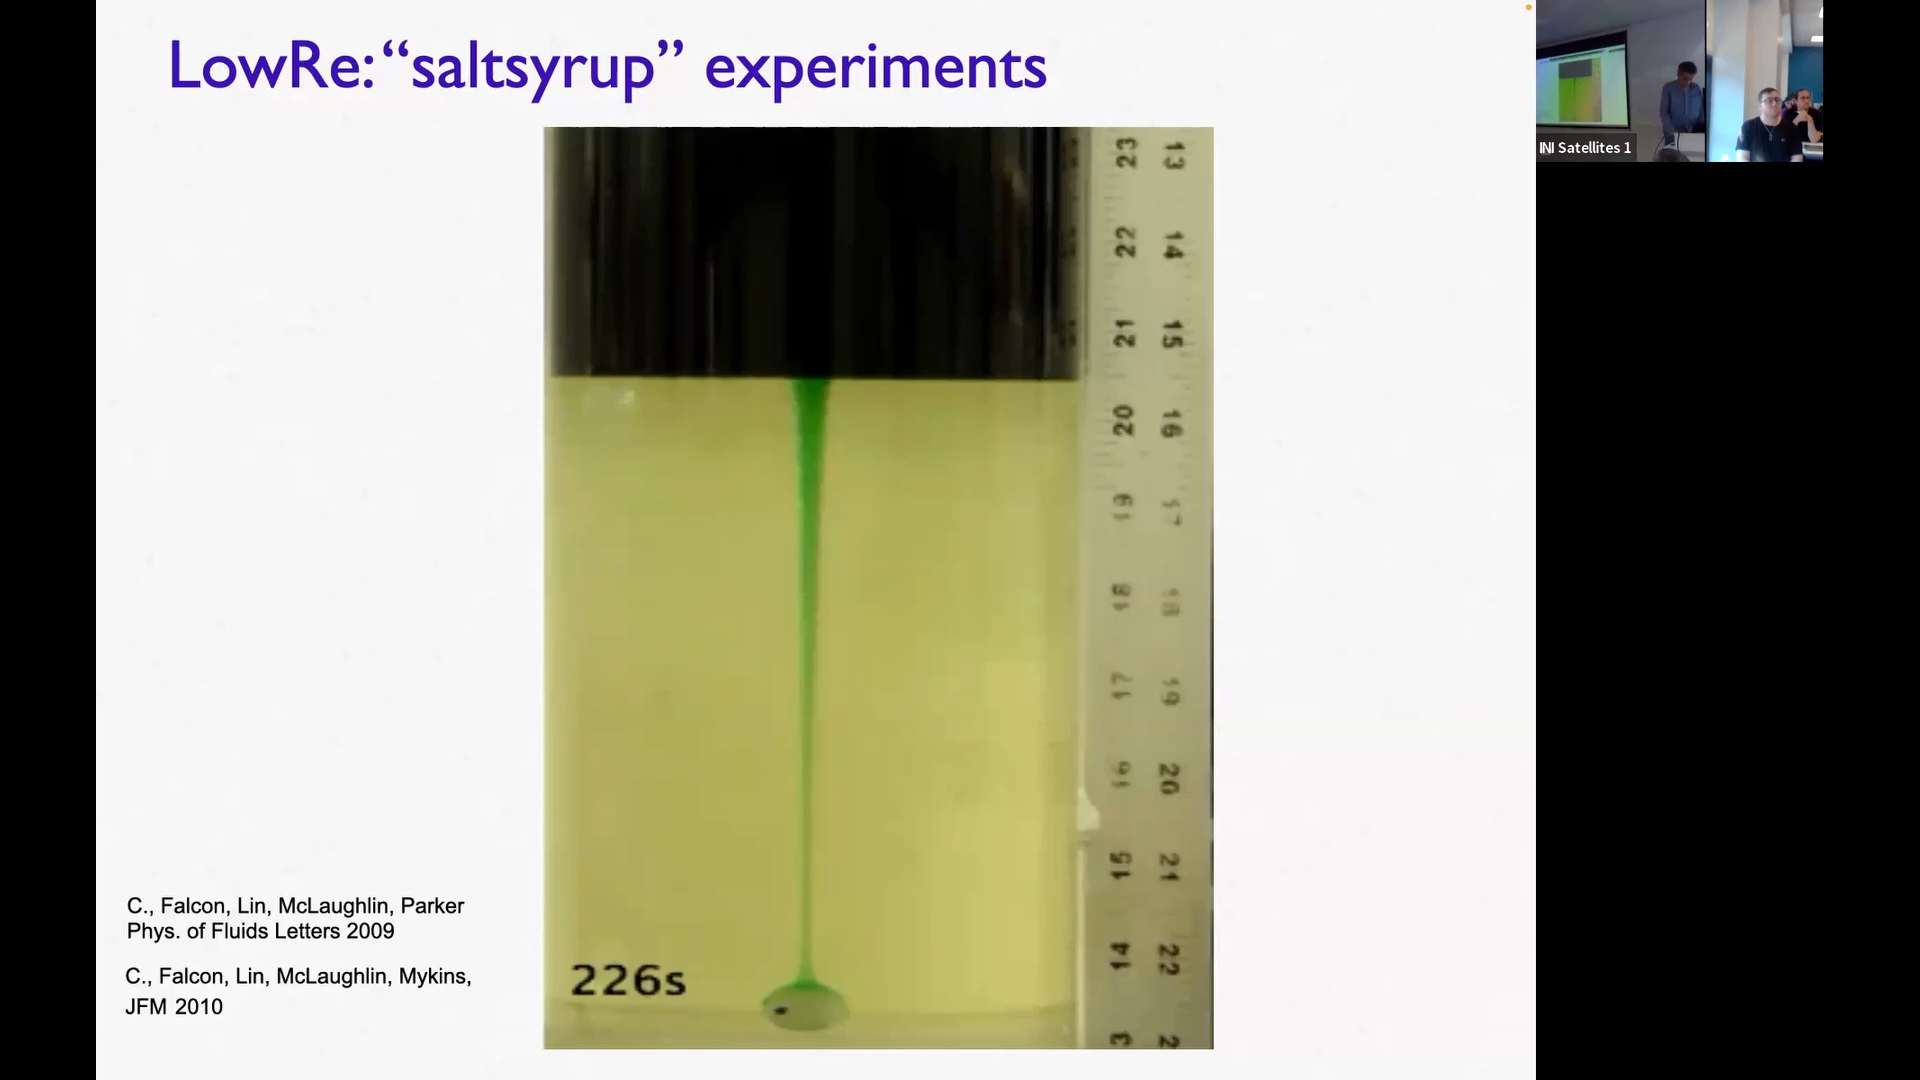 LowRe: “saltsyrup” experiments
INI Satellites 1
23 13
22 14
21 15
20 16
19 17
18 18
17 19
16 20
15 21
14 22
3 2
C., Falcon, Lin, McLaughlin, Parker
Phys. of Fluids Letters 2009
C., Falcon, Lin, McLaughlin, Mykins,
JFM 2010
226s